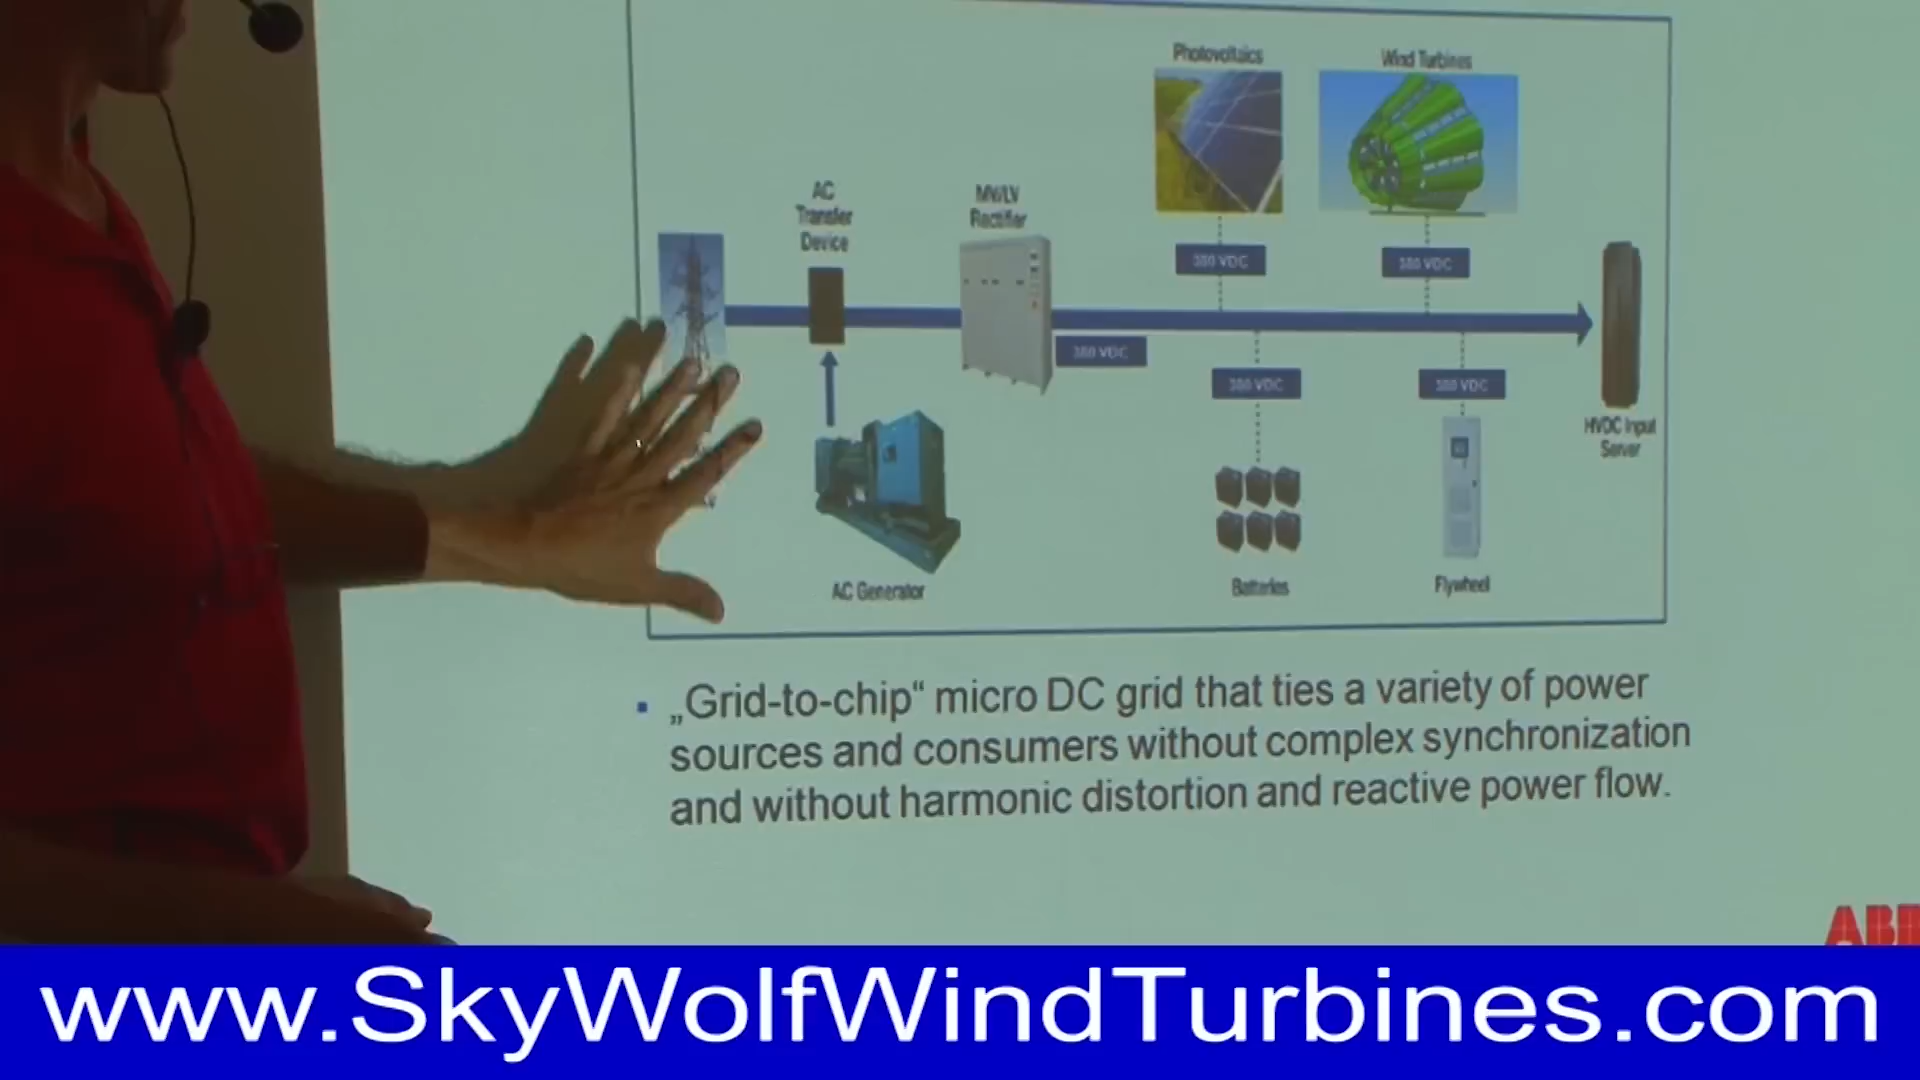 Photovoltaics
Wind Turbines
AC
Transfer
Device
MV/LV
Rectifier
380 VDC
380 VDC
380 VDC
380 VDC
380 VDC
HVDC Input
Server
AC Generator
Batteries
Flywheel
▪ „Grid-to-chip“ micro DC grid that ties a variety of power
sources and consumers without complex synchronization
and without harmonic distortion and reactive power flow.
ABB
www.SkyWolfWindTurbines.com